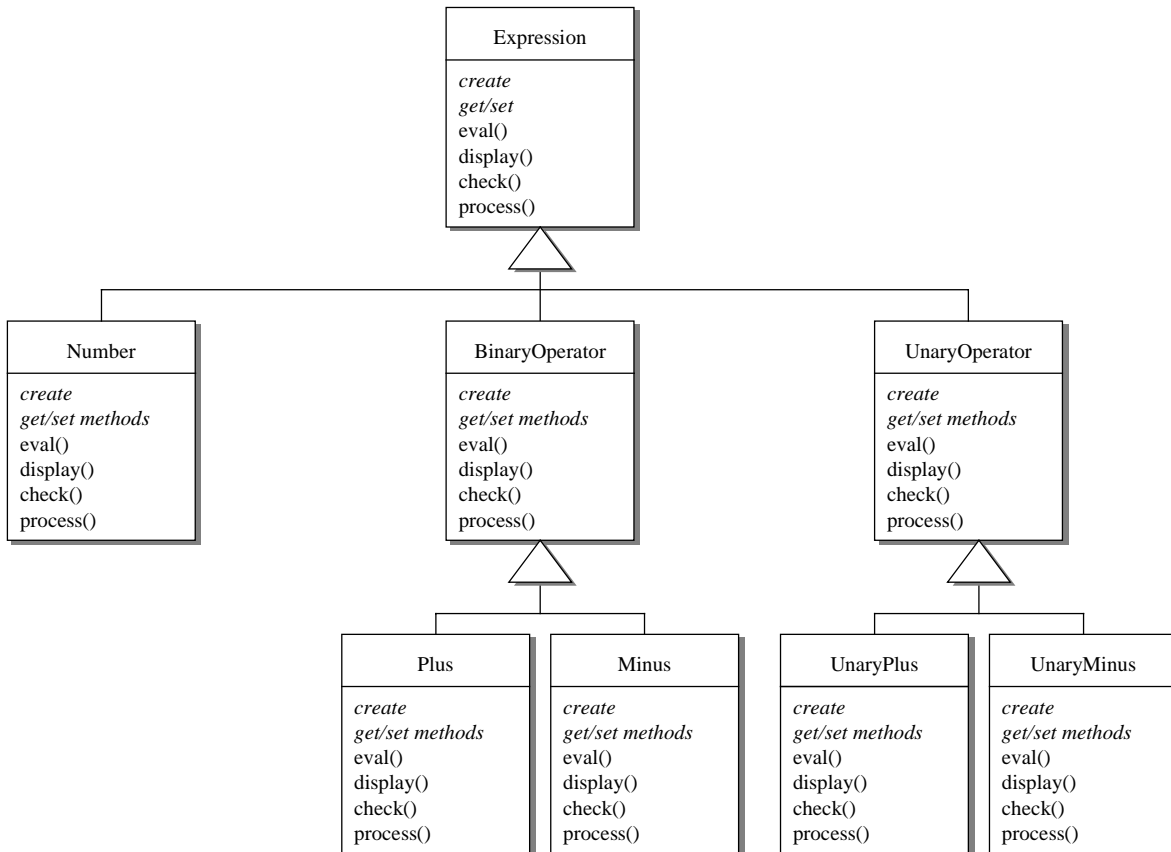 Expression
create
get/set
eval()
display()
check()
process()
Number
create
get/set methods
eval()
display()
check()
process()
BinaryOperator
create
get/set methods
eval()
display()
check()
process()
UnaryOperator
create
get/set methods
eval()
display()
check()
process()
Plus
create
get/set methods
eval()
display()
check()
process()
Minus
create
get/set methods
eval()
display()
check()
process()
UnaryPlus
create
get/set methods
eval()
display()
check()
process()
UnaryMinus
create
get/set methods
eval()
display()
check()
process()